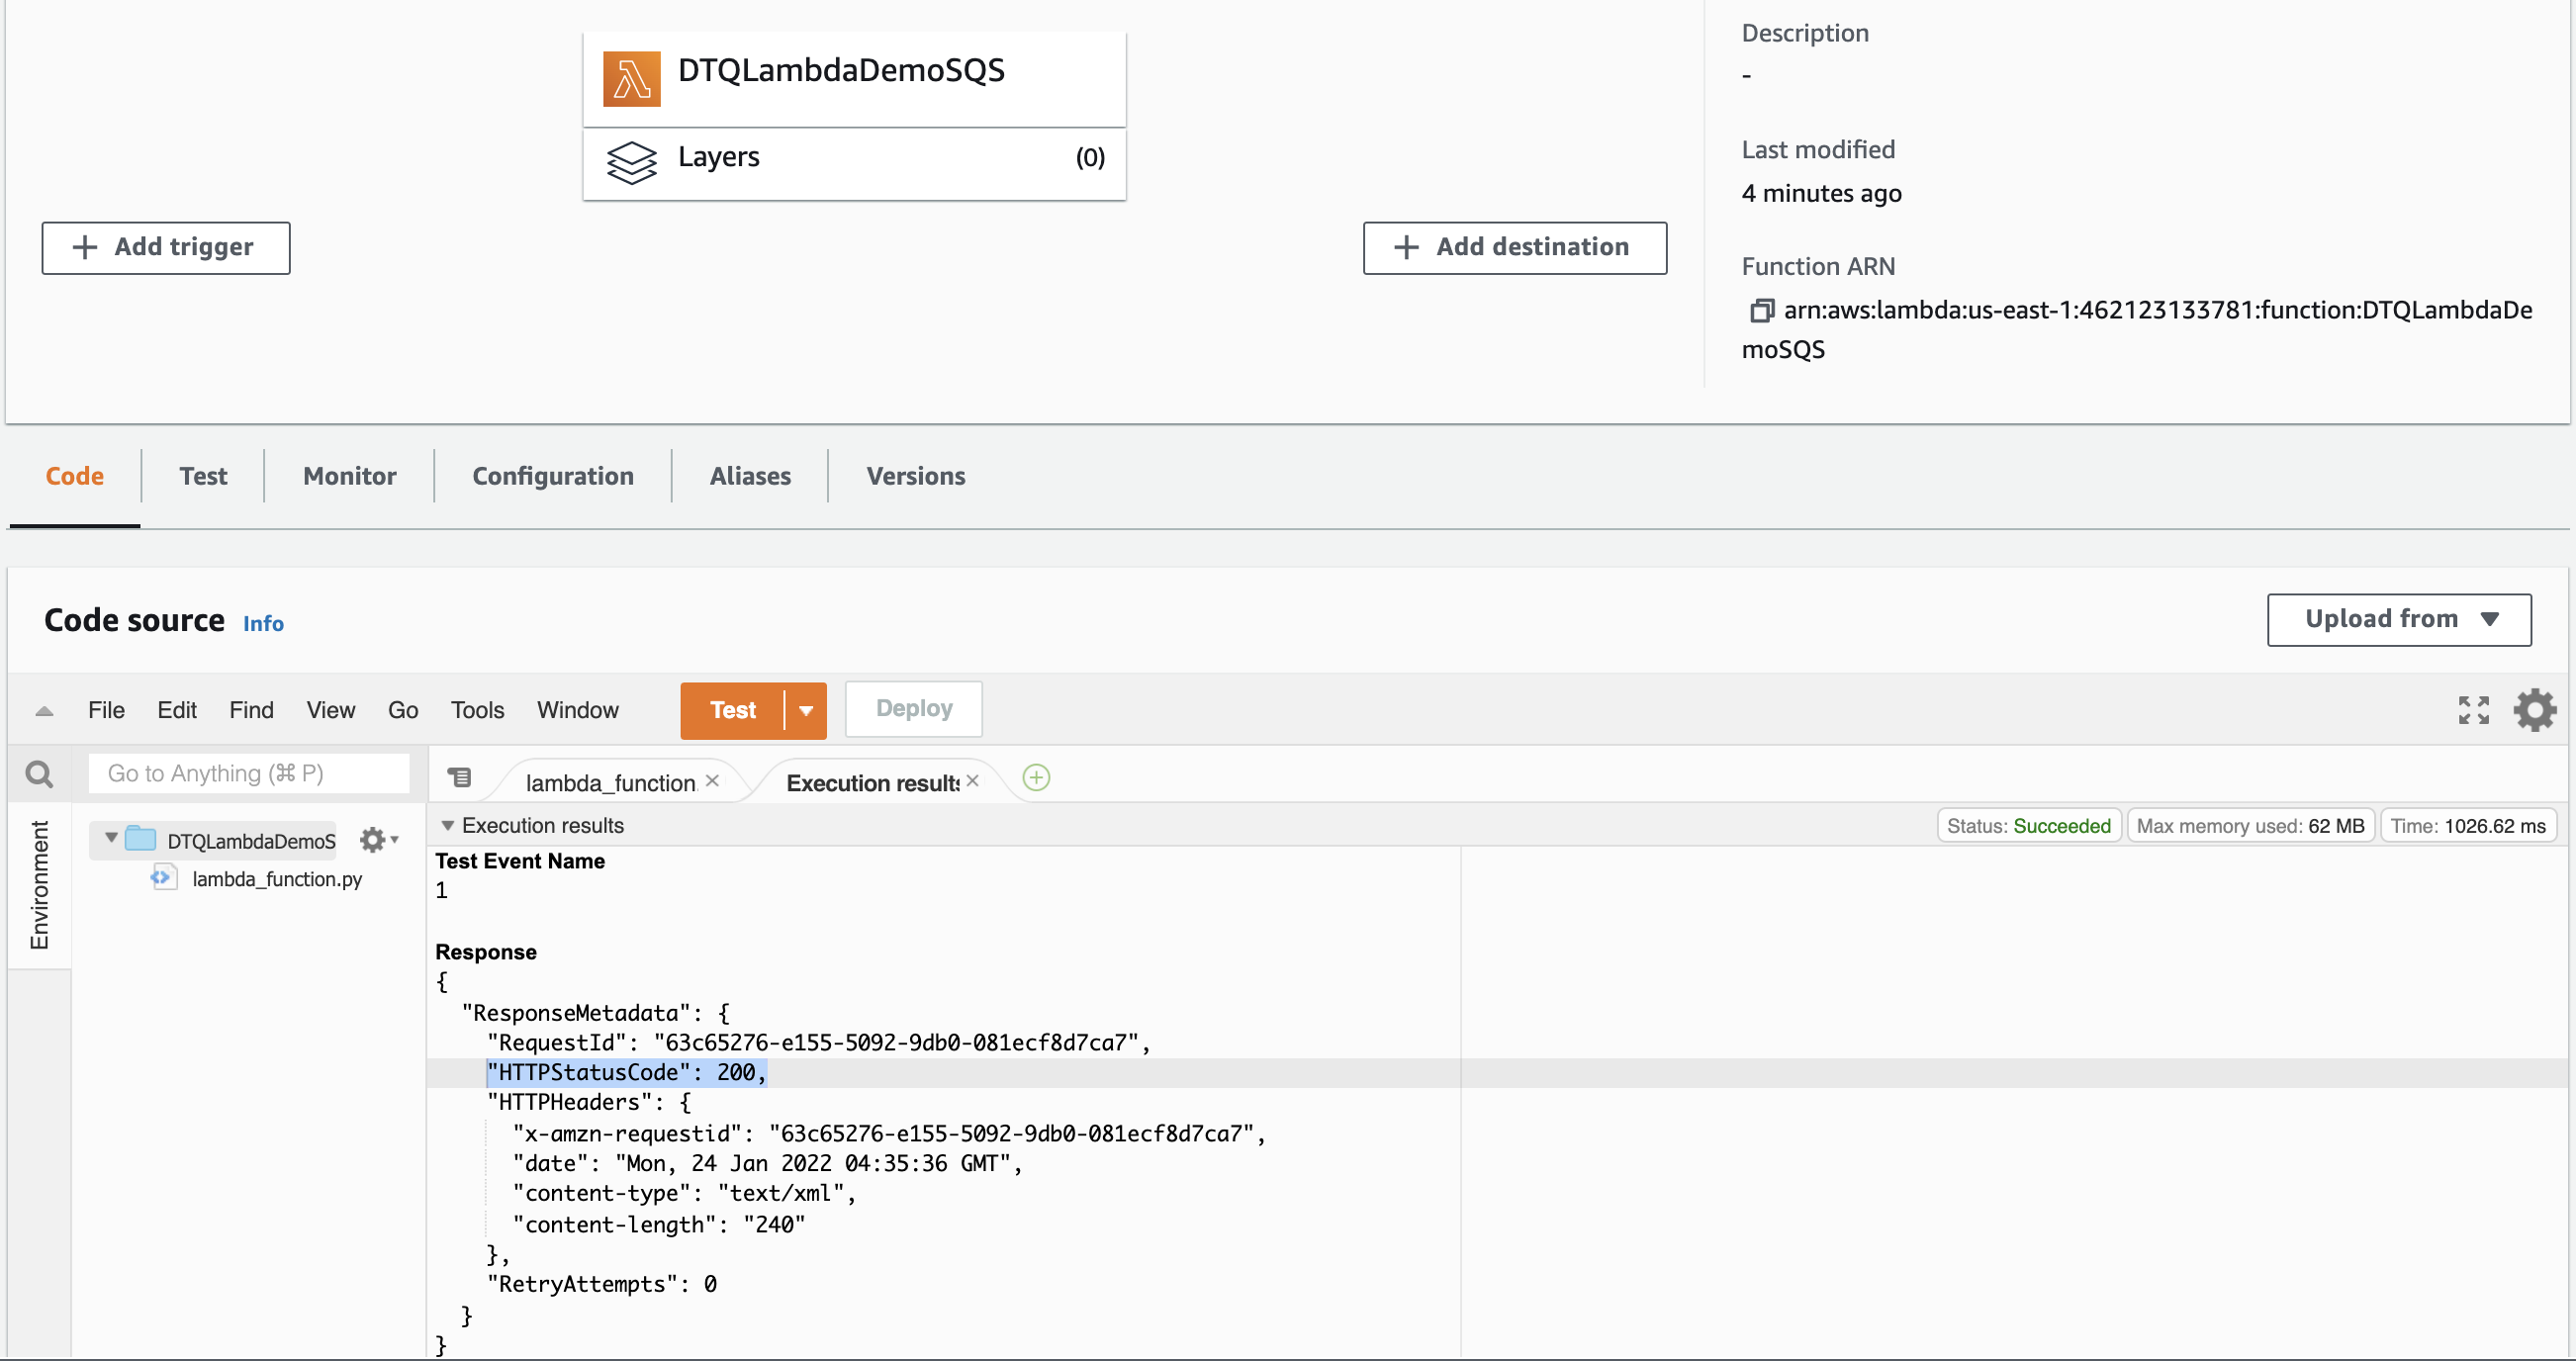 DTQLambdaDemoSQS
Layers
(0)
+ Add trigger
+ Add destination
Description
-
Last modified
4 minutes ago
Function ARN
arn:aws:lambda:us-east-1:462123133781:function:DTQLambdaDe
moSQS
Code
Test
Monitor
Configuration
Aliases
Versions
Code source Info
Upload from
File Edit Find View Go Tools Window
Test
Deploy
Go to Anything (⌘ P)
lambda_function.
Execution results
Environment
DTQLambdaDemoS
lambda_function.py
Execution results
Status: Succeeded
Max memory used: 62 MB
Time: 1026.62 ms
Test Event Name
1
Response
{
"ResponseMetadata": {
"RequestId": "63c65276-e155-5092-9db0-081ecf8d7ca7",
"HTTPStatusCode": 200,
"HTTPHeaders": {
"x-amzn-requestid": "63c65276-e155-5092-9db0-081ecf8d7ca7",
"date": "Mon, 24 Jan 2022 04:35:36 GMT",
"content-type": "text/xml",
"content-length": "240"
},
"RetryAttempts": 0
}
}